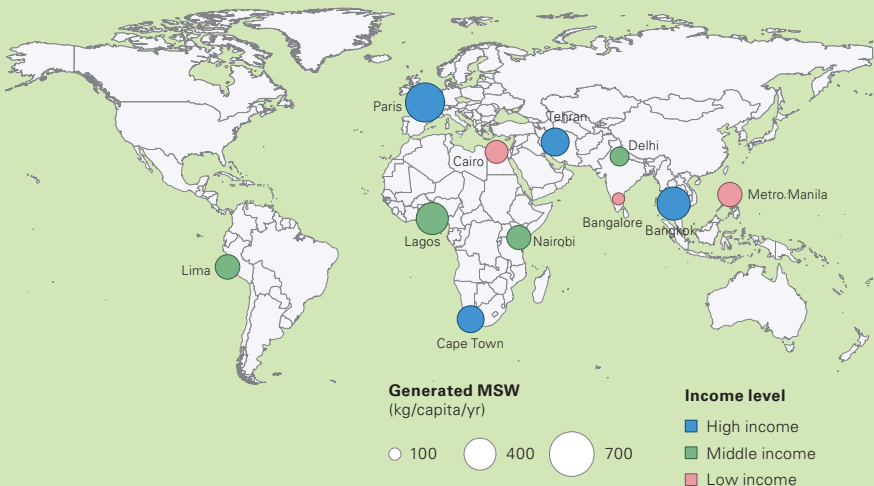 Paris
Tehran
Cairo
Delhi
Metro Manila
Bangalore
Bangkok
Lagos
Nairobi
Lima
Cape Town
Generated MSW
(kg/capita/yr)
100
400
700
Income level
High income
Middle income
Low income